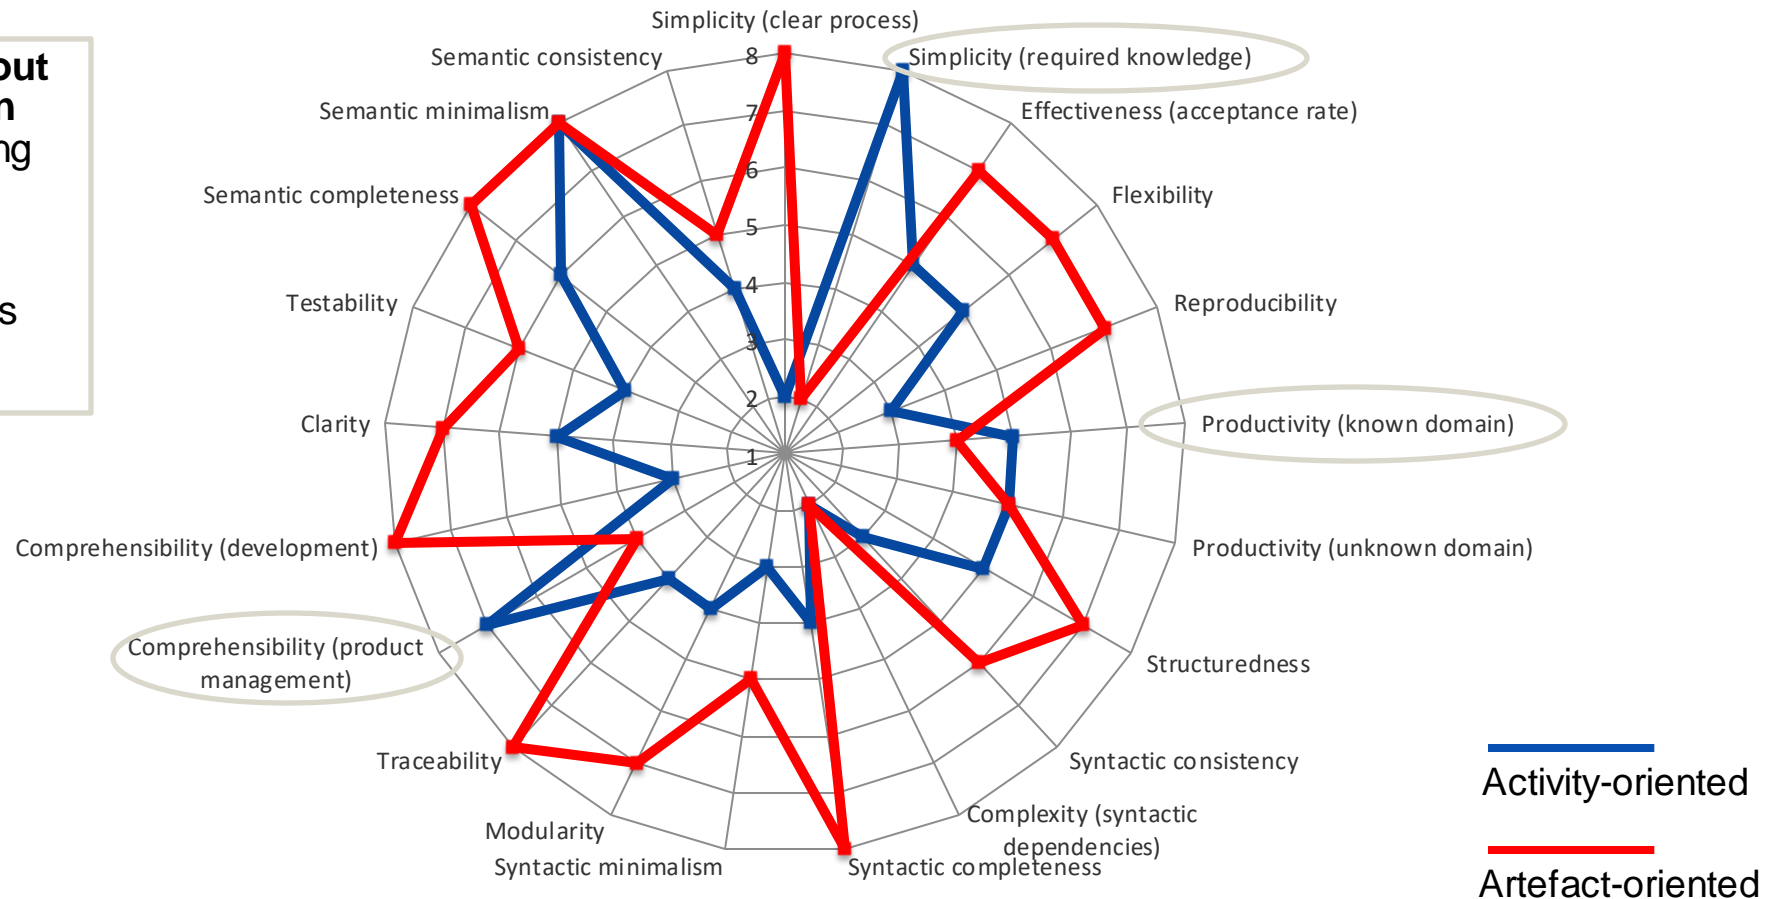 Simplicity (clear process)
Semantic consistency
Simplicity (required knowledge)
Semantic minimalism
Effectiveness (acceptance rate)
Semantic completeness
Flexibility
Testability
Reproducibility
Clarity
Productivity (known domain)
Comprehensibility (development)
Productivity (unknown domain)
Comprehensibility (product
management)
Structuredness
Traceability
Syntactic consistency
Modularity
Complexity (syntactic
dependencies)
Syntactic minimalism
Syntactic completeness
8
7
6
5
4
3
2
1
out
ng
s
Activity-oriented
Artefact-oriented